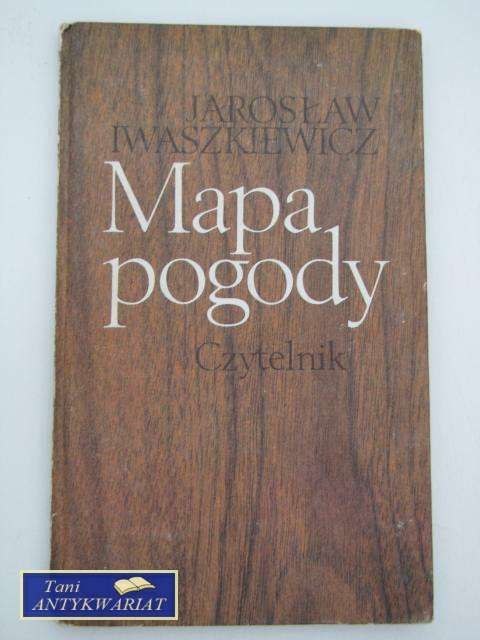 JAROSŁAW
IWASZKIEWICZ
Mapa
pogody
Czytelnik
Tani
ANTYKWARIAT